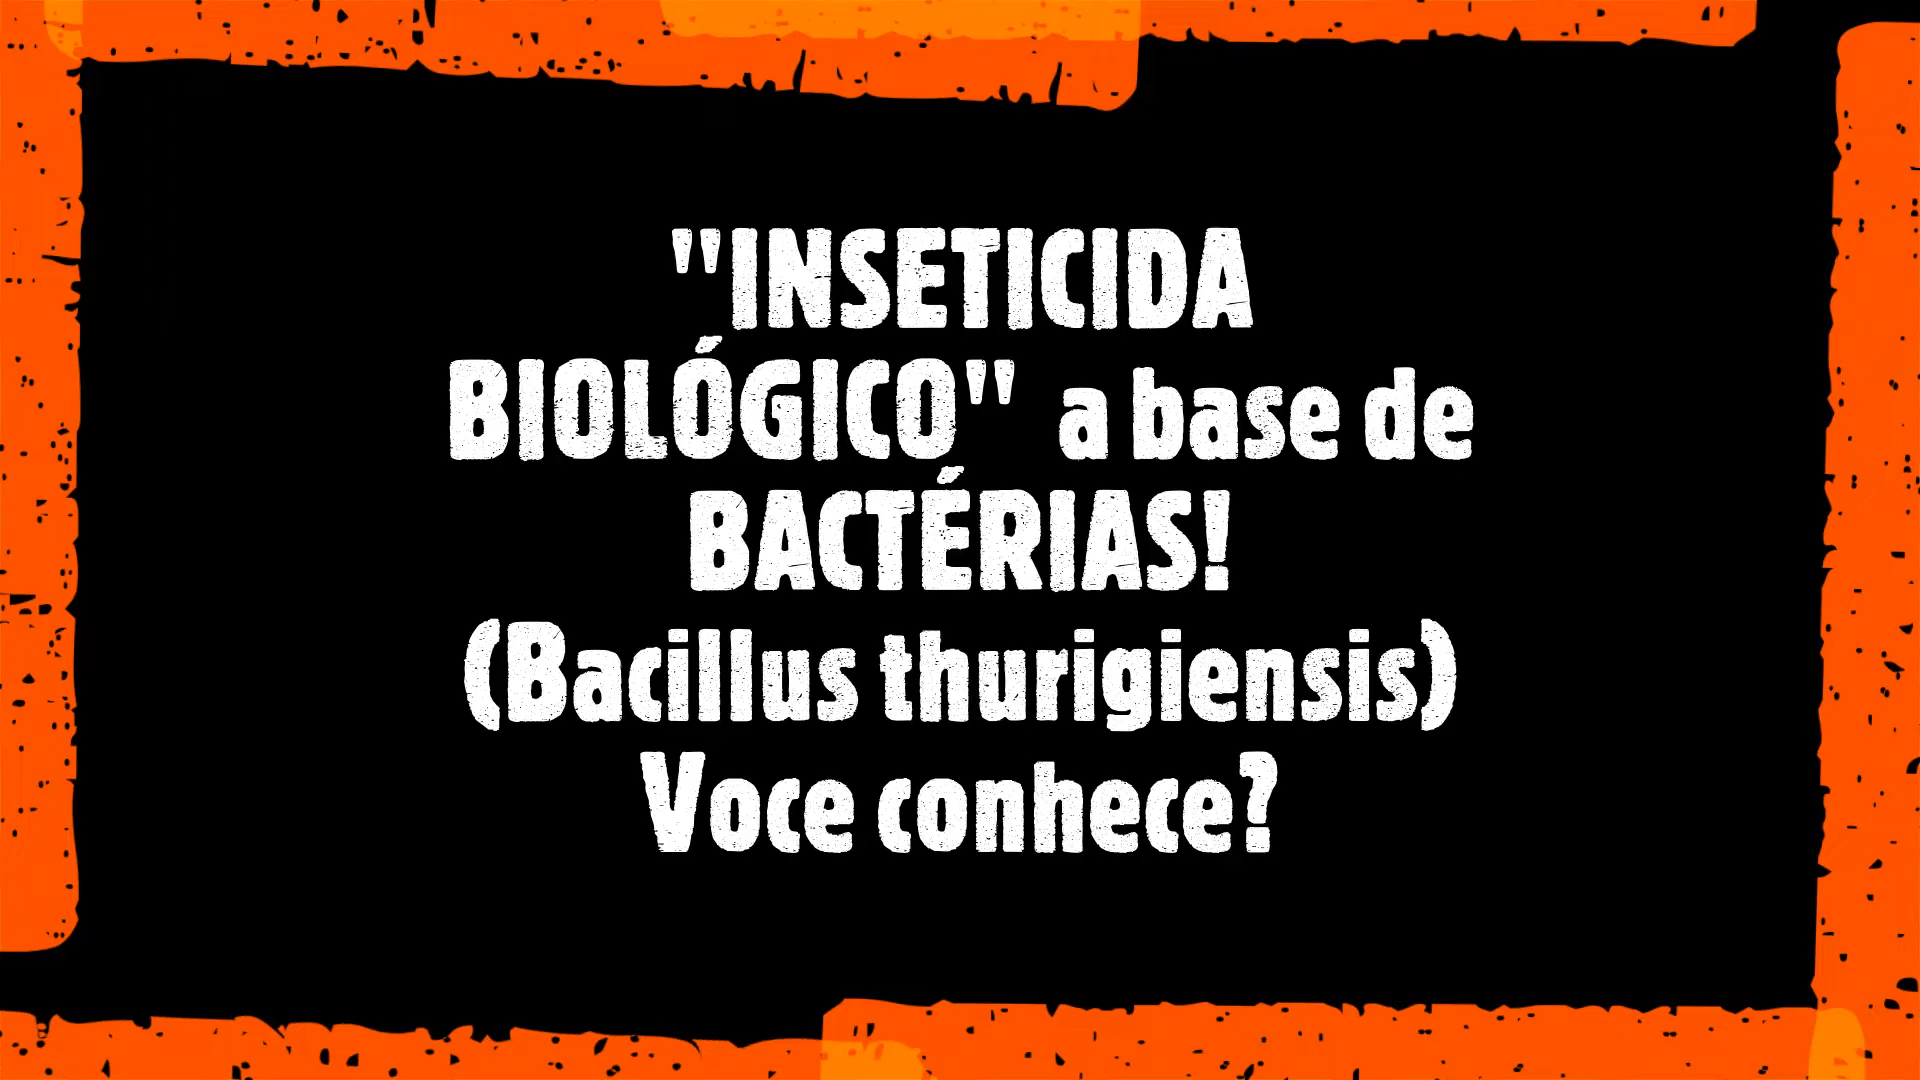 "INSETICIDA
BIOLÓGICO" a base de
BACTÉRIAS!
(Bacillus thurigiensis)
Voce conhece?